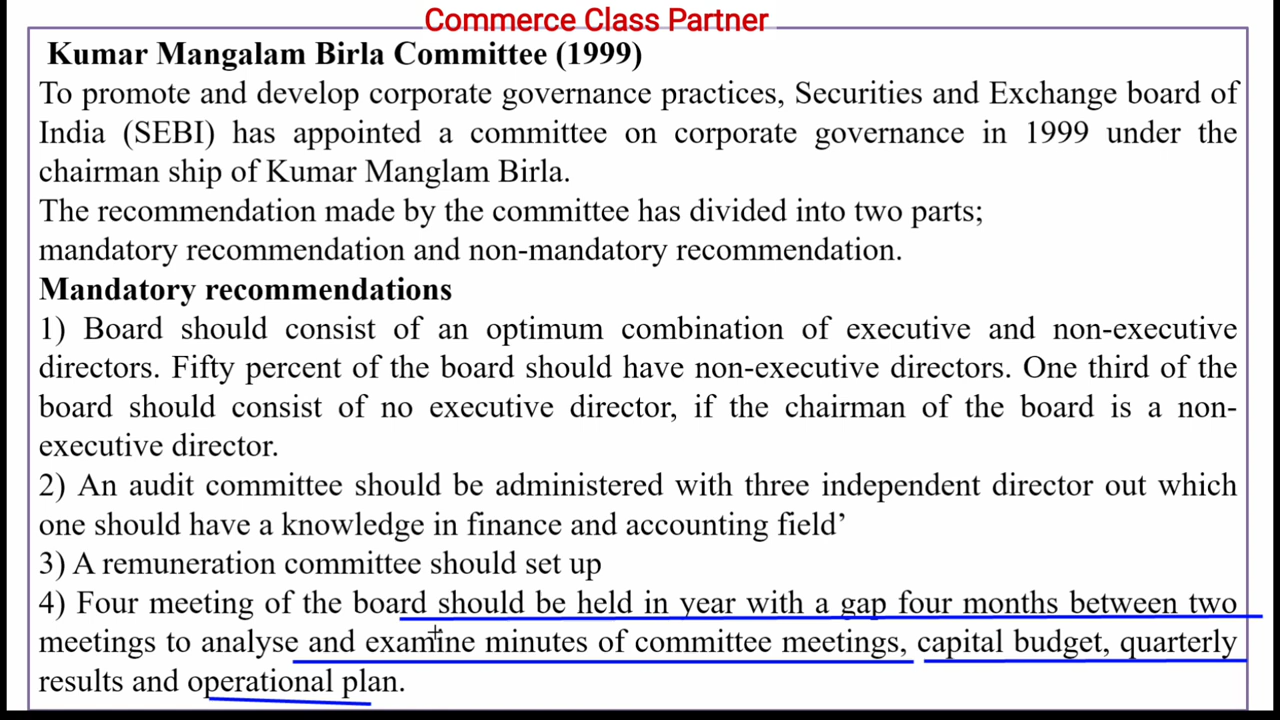 Commerce Class Partner
Kumar Mangalam Birla Committee (1999)
To promote and develop corporate governance practices, Securities and Exchange board of
India (SEBI) has appointed a committee on corporate governance in 1999 under the
chairman ship of Kumar Manglam Birla.
The recommendation made by the committee has divided into two parts;
mandatory recommendation and non-mandatory recommendation.
Mandatory recommendations
1) Board should consist of an optimum combination of executive and non-executive
directors. Fifty percent of the board should have non-executive directors. One third of the
board should consist of no executive director, if the chairman of the board is a non-
executive director.
2) An audit committee should be administered with three independent director out which
one should have a knowledge in finance and accounting field’
3) A remuneration committee should set up
4) Four meeting of the board should be held in year with a gap four months between two
meetings to analyse and examine minutes of committee meetings, capital budget, quarterly
results and operational plan.